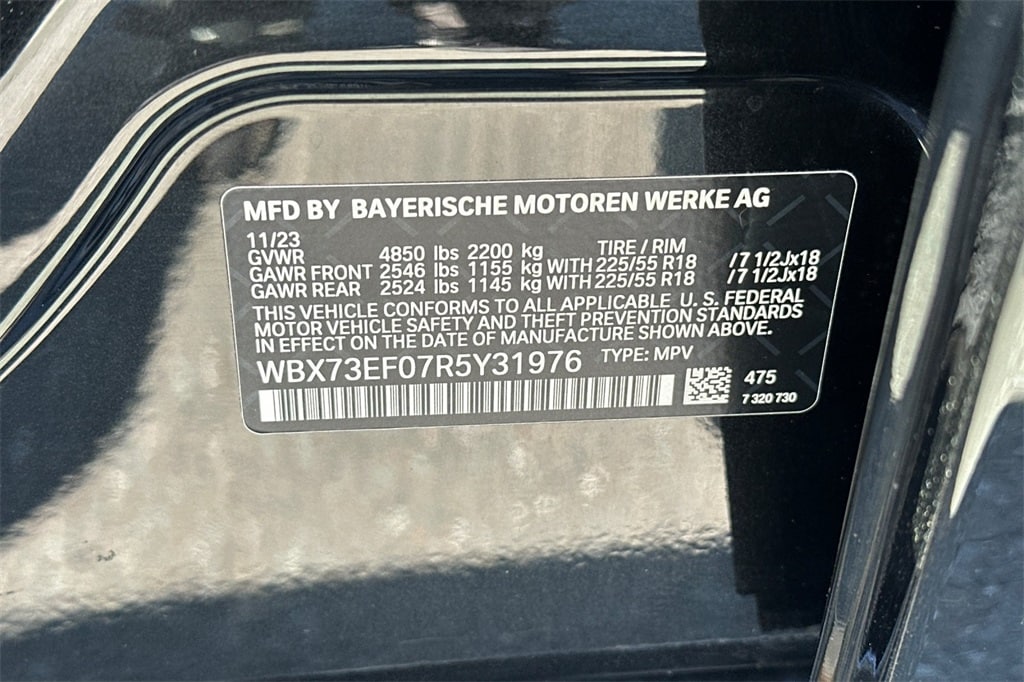 MFD BY BAYERISCHE MOTOREN WERKE AG
11/23
GVWR 4850 lbs 2200 kg TIRE / RIM
GAWR FRONT 2546 lbs 1155 kg WITH 225/55 R18 /7 1/2Jx18
GAWR REAR 2524 lbs 1145 kg WITH 225/55 R18 /7 1/2Jx18
THIS VEHICLE CONFORMS TO ALL APPLICABLE U. S. FEDERAL
MOTOR VEHICLE SAFETY AND THEFT PREVENTION STANDARDS
IN EFFECT ON THE DATE OF MANUFACTURE SHOWN ABOVE.
WBX73EF07R5Y31976 TYPE: MPV
475
7 320 730